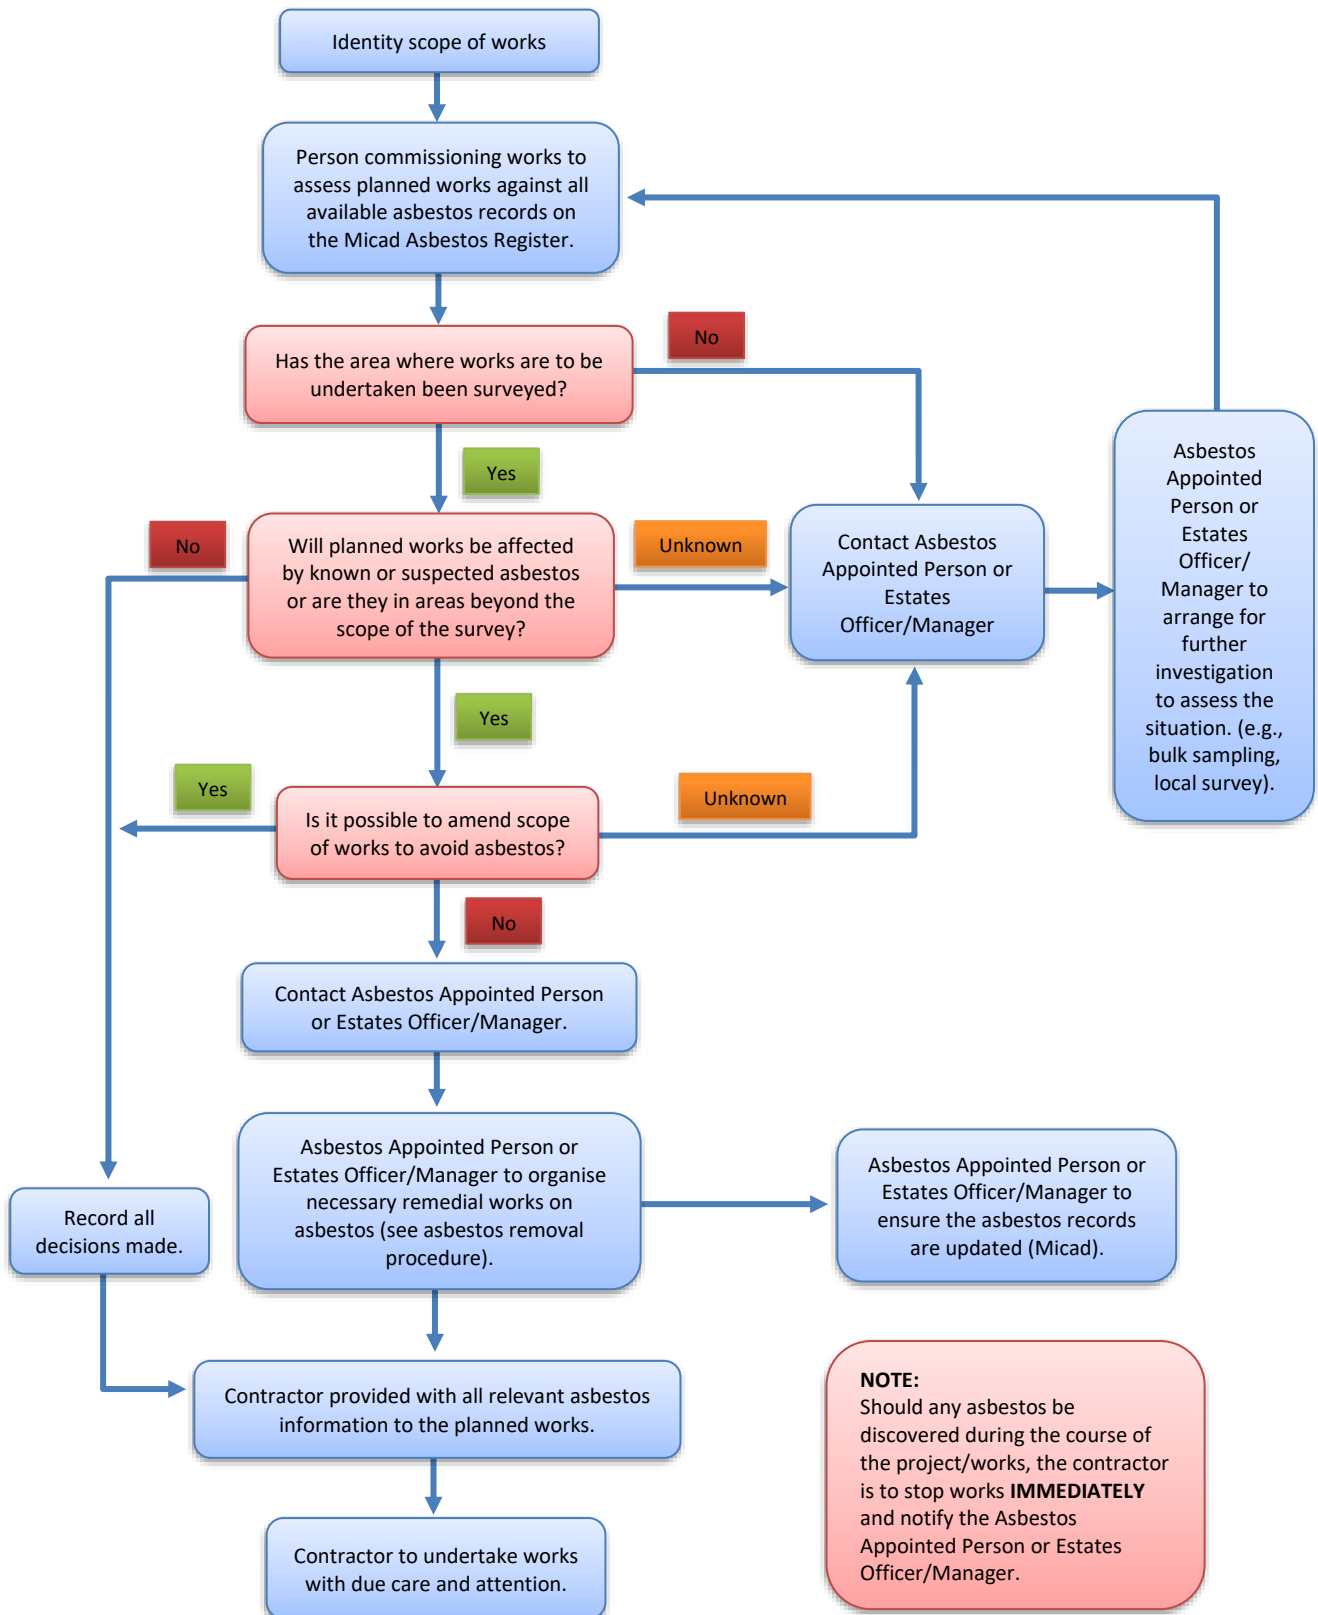 Identity scope of works
Person commissioning works to
assess planned works against all
available asbestos records on
the Micad Asbestos Register.
Has the area where works are to be
undertaken been surveyed?
No
Yes
No
Will planned works be affected
by known or suspected asbestos
or are they in areas beyond the
scope of the survey?
Unknown
Contact Asbestos
Appointed Person or
Estates
Officer/Manager
Asbestos
Appointed
Person or
Estates
Officer/
Manager to
arrange for
further
investigation
to assess the
situation. (e.g.,
bulk sampling,
local survey).
Yes
Yes
Is it possible to amend scope
of works to avoid asbestos?
Unknown
No
Contact Asbestos Appointed Person
or Estates Officer/Manager.
Asbestos Appointed Person or
Estates Officer/Manager to organise
necessary remedial works on
asbestos (see asbestos removal
procedure).
Asbestos Appointed Person or
Estates Officer/Manager to
ensure the asbestos records
are updated (Micad).
Record all
decisions made.
Contractor provided with all relevant asbestos
information to the planned works.
Contractor to undertake works
with due care and attention.
NOTE:
Should any asbestos be
discovered during the course of
the project/works, the contractor
is to stop works IMMEDIATELY
and notify the Asbestos
Appointed Person or Estates
Officer/Manager.